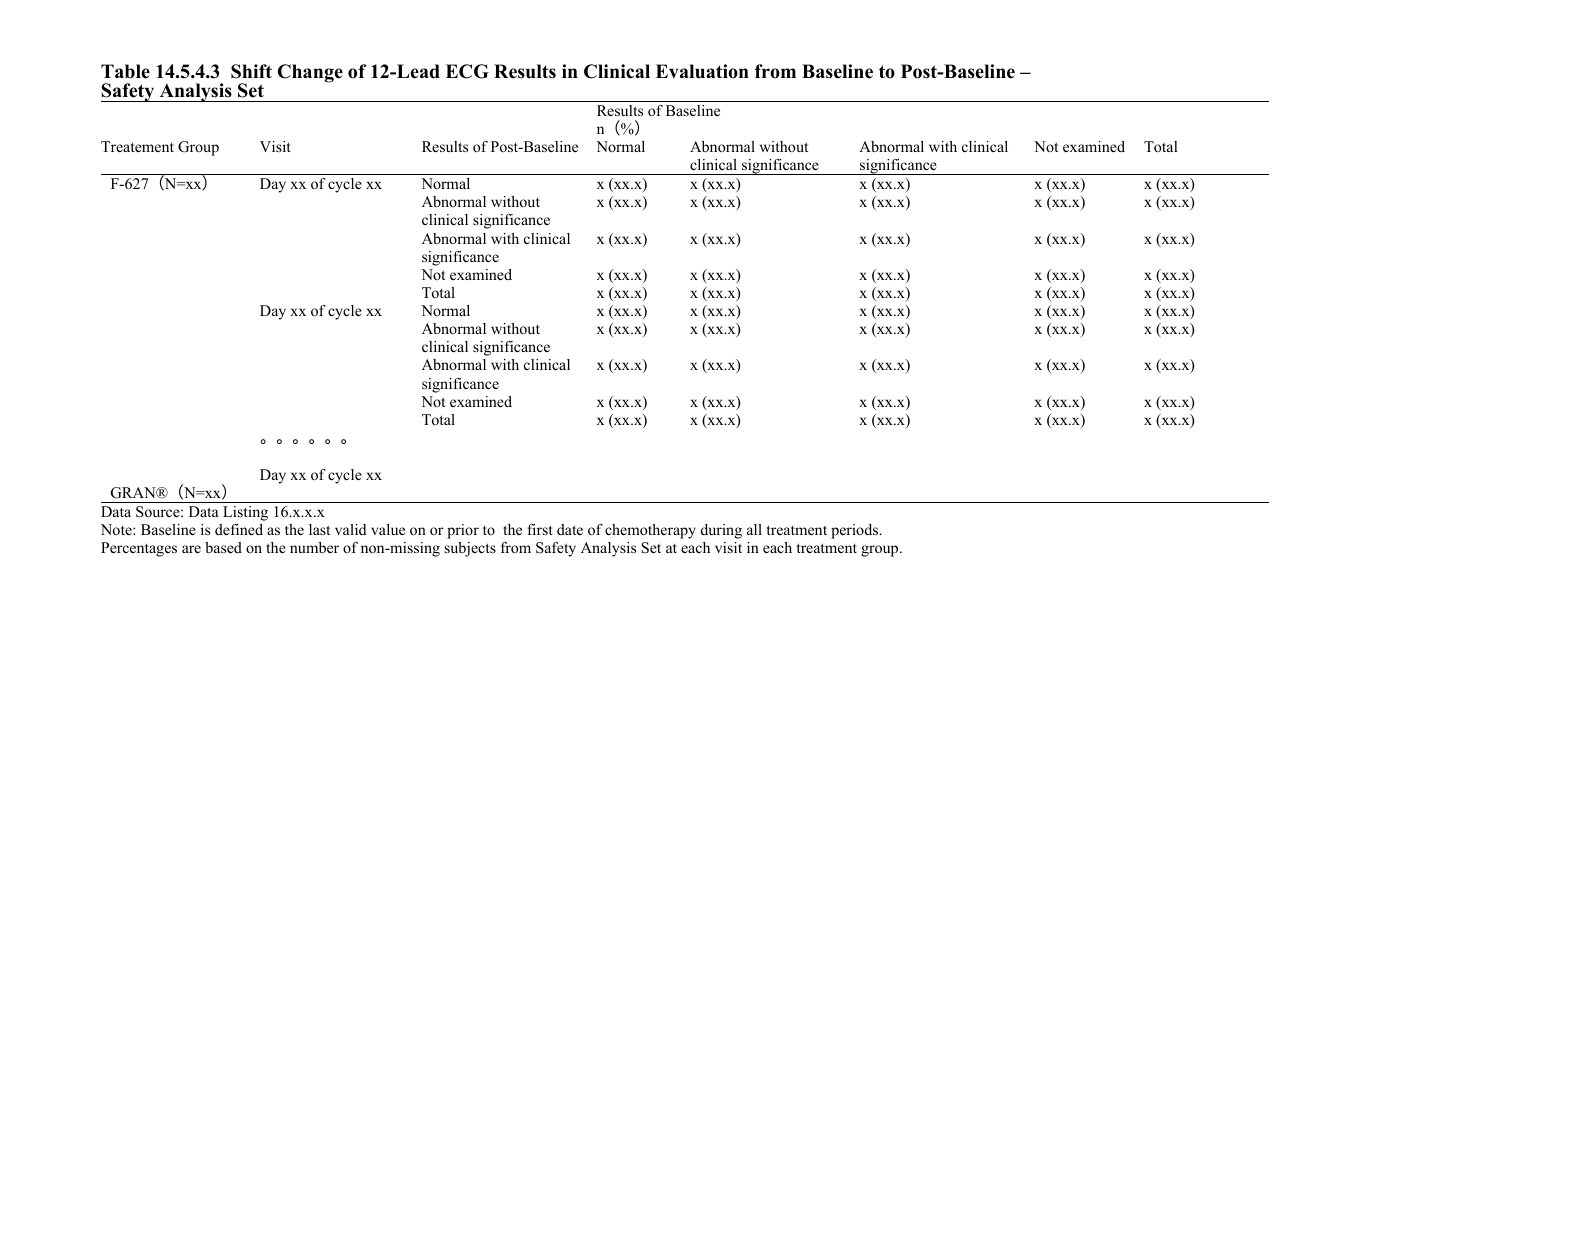 Table 14.5.4.3  Shift Change of 12-Lead ECG Results in Clinical Evaluation from Baseline to Post-Baseline –
Safety Analysis Set
Results of Baseline
n（%）
Treatement Group Visit Results of Post-Baseline Normal Abnormal without Abnormal with clinical Not examined Total
clinical significance significance
F-627（N=xx） Day xx of cycle xx Normal x (xx.x) x (xx.x) x (xx.x) x (xx.x) x (xx.x)
Abnormal without x (xx.x) x (xx.x) x (xx.x) x (xx.x) x (xx.x)
clinical significance
Abnormal with clinical x (xx.x) x (xx.x) x (xx.x) x (xx.x) x (xx.x)
significance
Not examined x (xx.x) x (xx.x) x (xx.x) x (xx.x) x (xx.x)
Total x (xx.x) x (xx.x) x (xx.x) x (xx.x) x (xx.x)
Day xx of cycle xx Normal x (xx.x) x (xx.x) x (xx.x) x (xx.x) x (xx.x)
Abnormal without x (xx.x) x (xx.x) x (xx.x) x (xx.x) x (xx.x)
clinical significance
Abnormal with clinical x (xx.x) x (xx.x) x (xx.x) x (xx.x) x (xx.x)
significance
Not examined x (xx.x) x (xx.x) x (xx.x) x (xx.x) x (xx.x)
Total x (xx.x) x (xx.x) x (xx.x) x (xx.x) x (xx.x)
。。。。。。
Day xx of cycle xx
GRAN®（N=xx）
Data Source: Data Listing 16.x.x.x
Note: Baseline is defined as the last valid value on or prior to  the first date of chemotherapy during all treatment periods.
Percentages are based on the number of non-missing subjects from Safety Analysis Set at each visit in each treatment group.